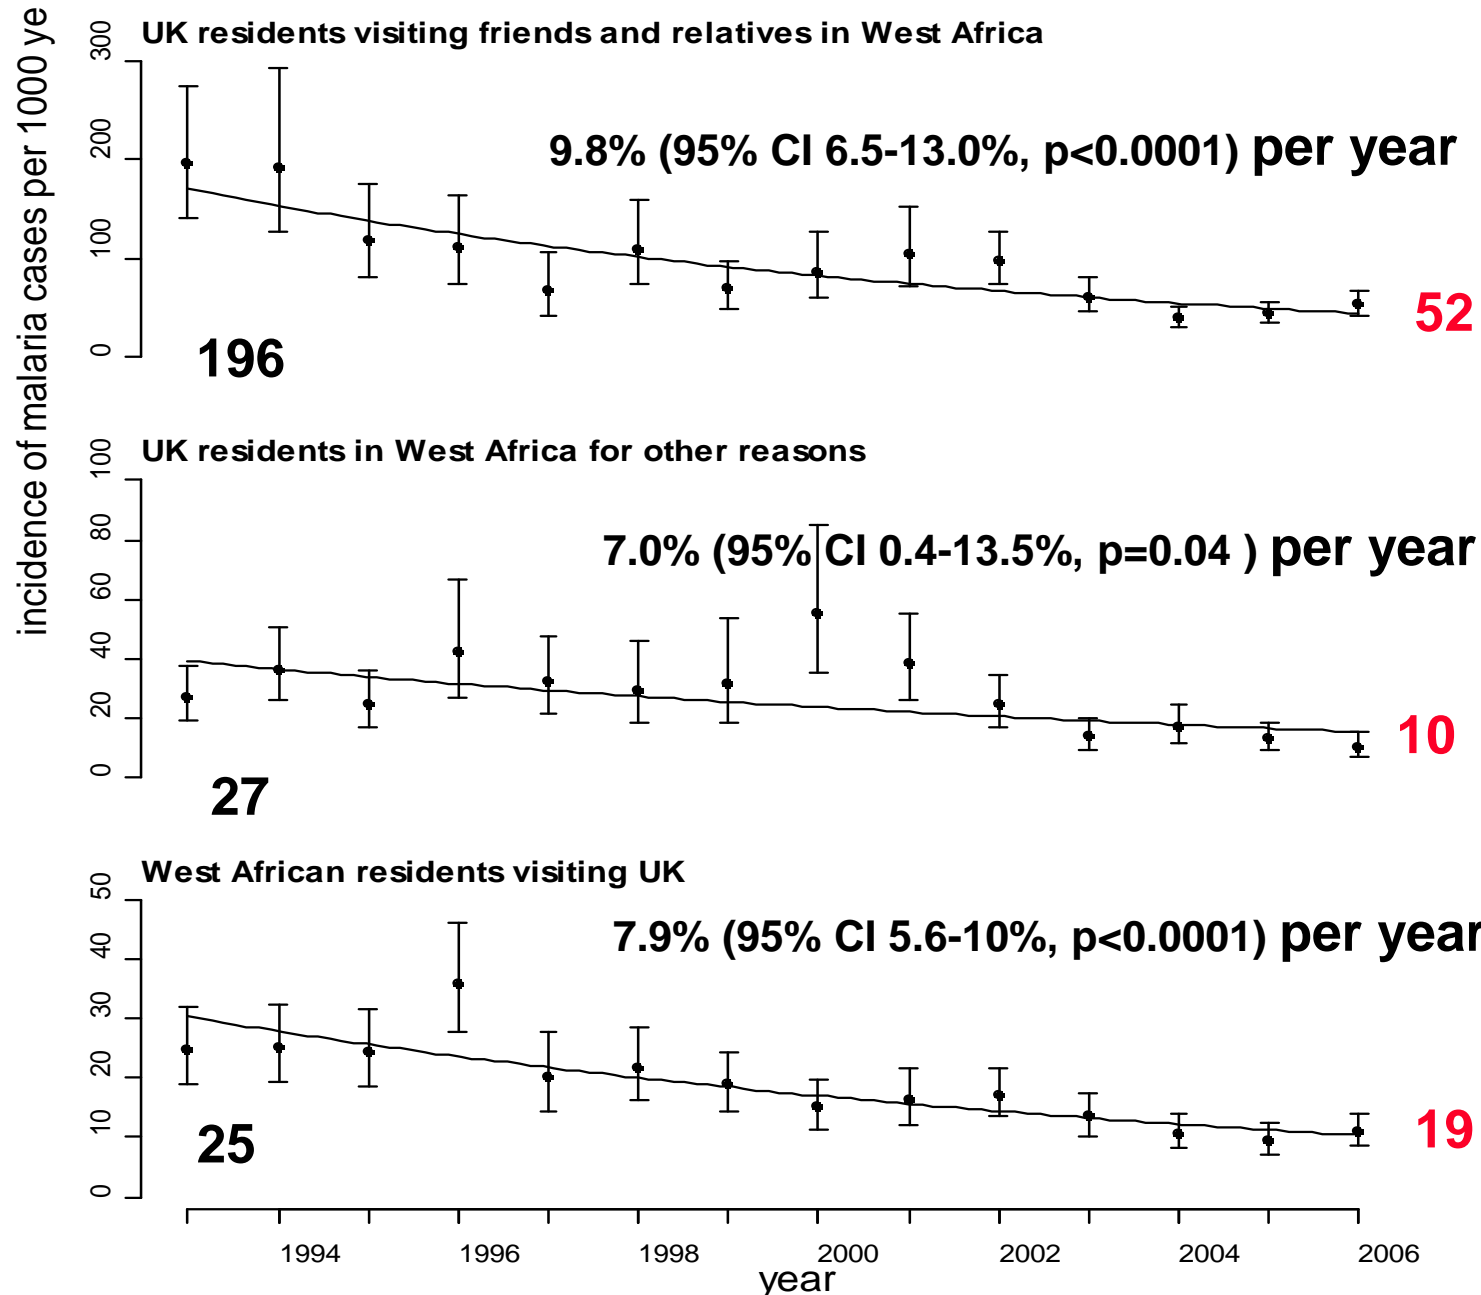 incidence of malaria cases per 1000 ye
UK residents visiting friends and relatives in West Africa
300
200
100
0
9.8% (95% CI 6.5-13.0%, p<0.0001) per year
196
52
UK residents in West Africa for other reasons
100
80
60
40
20
0
7.0% (95% CI 0.4-13.5%, p=0.04 ) per year
27
10
West African residents visiting UK
50
40
30
20
10
0
7.9% (95% CI 5.6-10%, p<0.0001) per year
25
19
1994 1996 1998 2000 2002 2004 2006
year